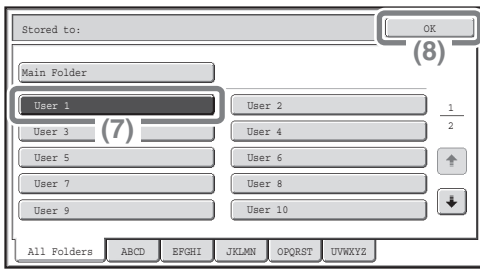 Stored to: OK
(8)
Main Folder
User 1 User 2 1
(7)
User 3 User 4 2
User 5 User 6
User 7 User 8
User 9 User 10
All Folders ABCD EFGHI JKLMN OPQRST UVWXYZ